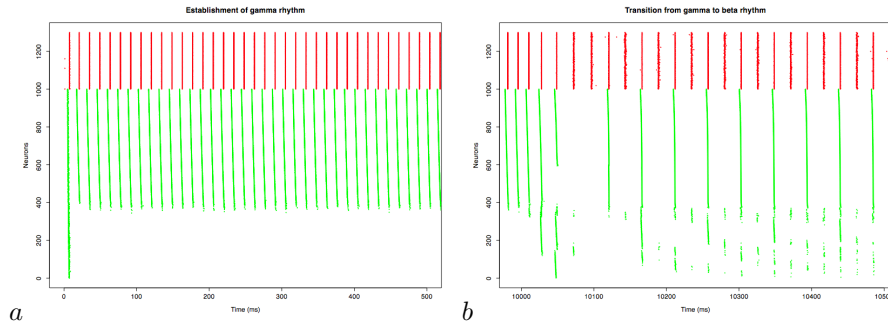 Establishment of gamma rhythm
Neurons
0 200 400 600 800 1000 1200
0 100 200 300 400 500
Time (ms)
a
Transition from gamma to beta rhythm
Neurons
0 200 400 600 800 1000 1200
10000 10100 10200 10300 10400
Time (ms)
b